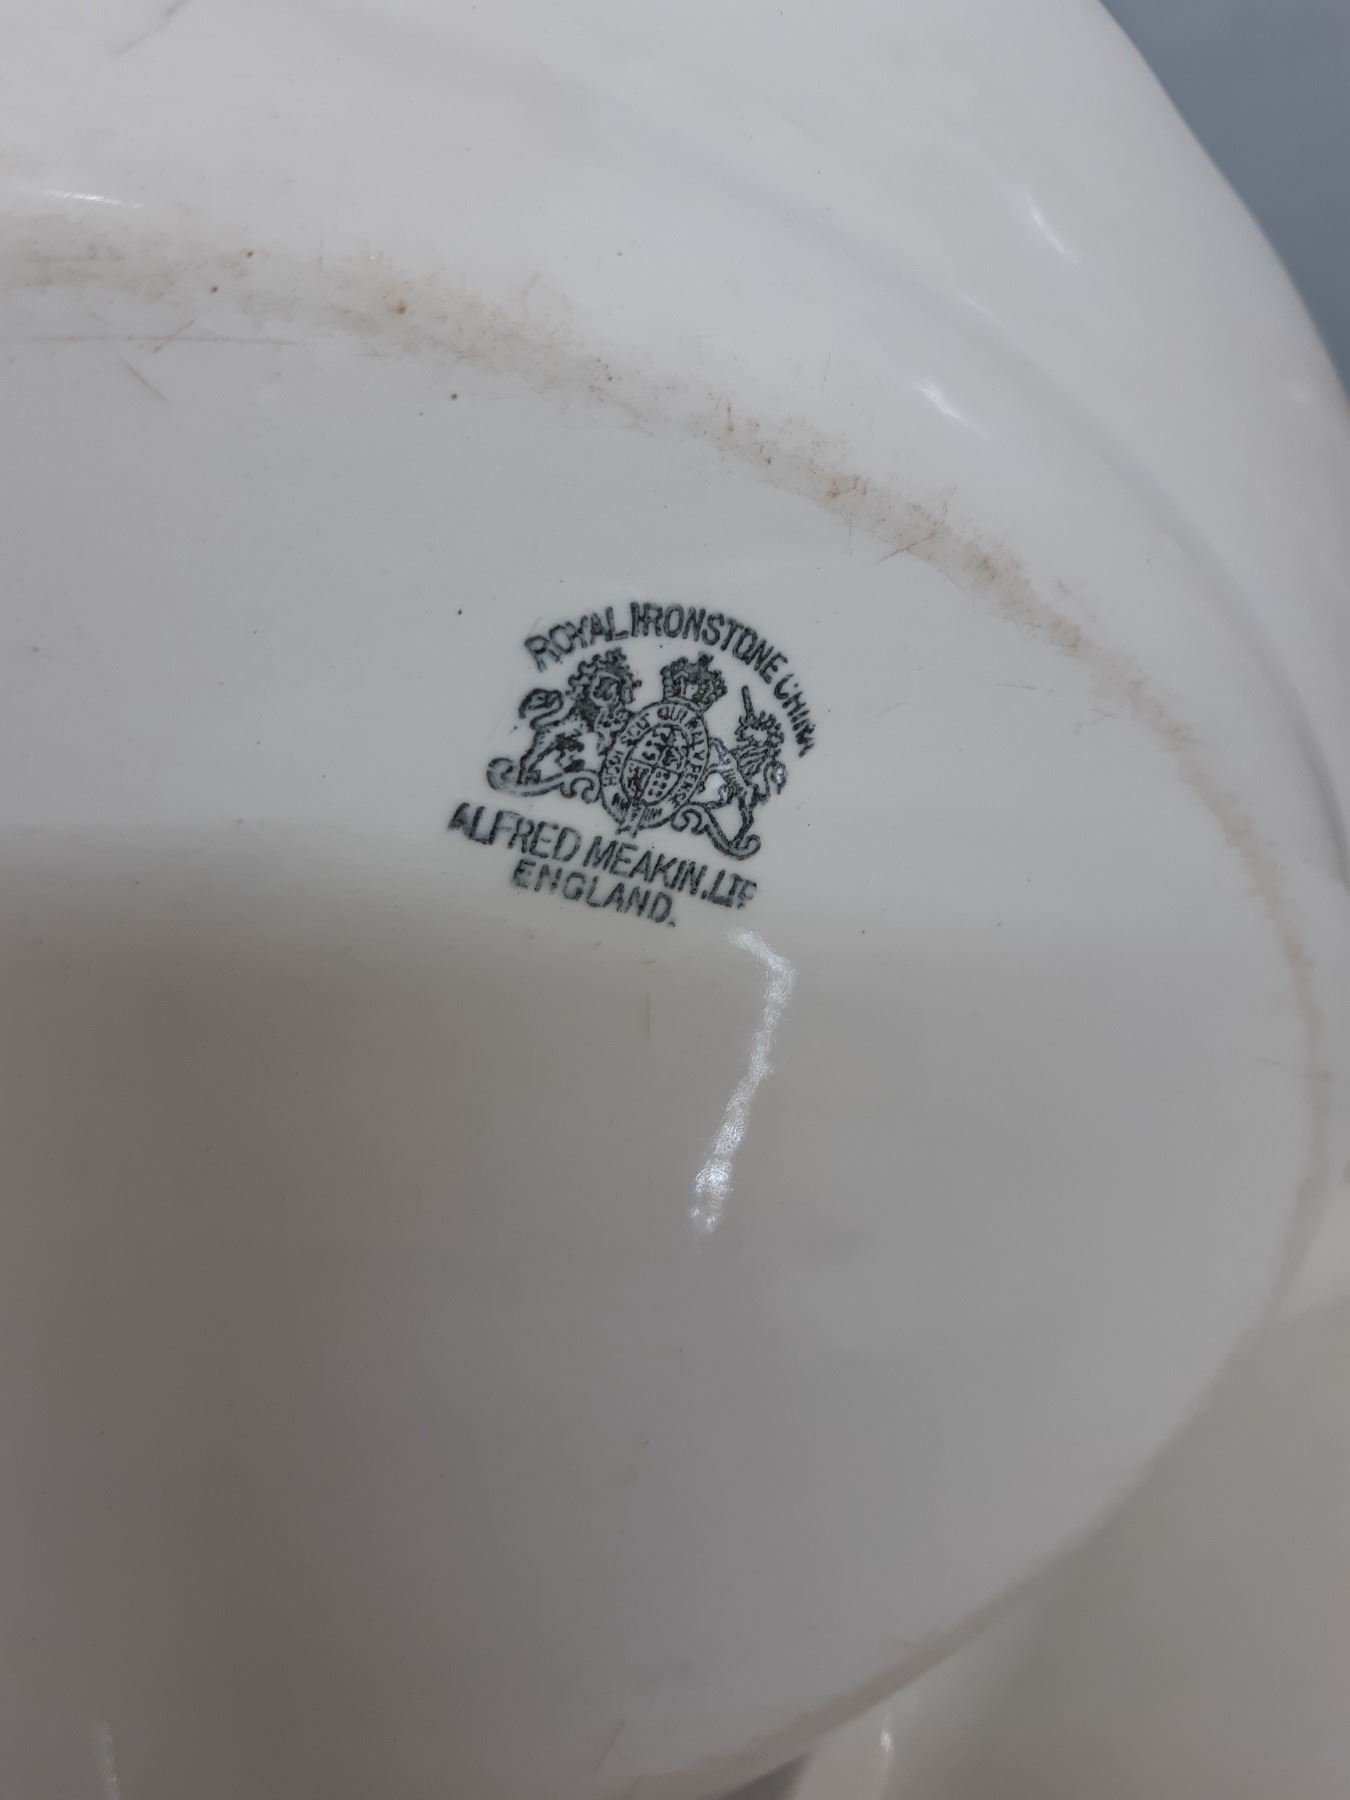 ROYAL IRONSTONE CHINA
ALFRED MEAKIN. LTD
ENGLAND.